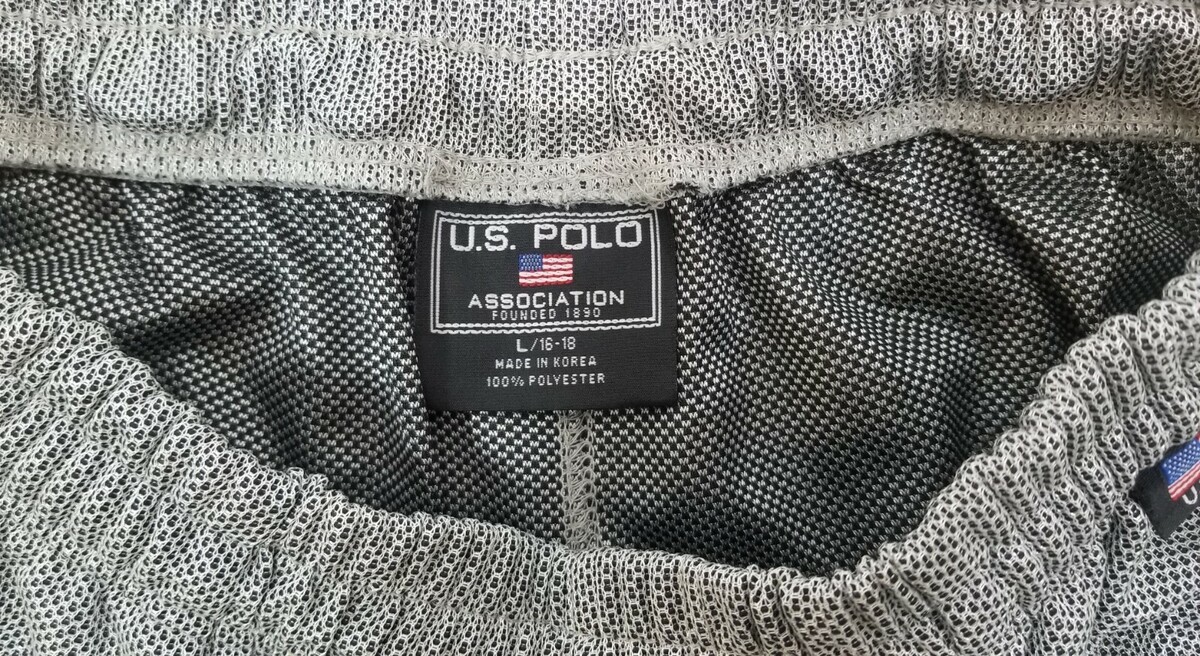 U.S. POLO
ASSOCIATION
FOUNDED 1890
L/16-18
MADE IN KOREA
100% POLYESTER